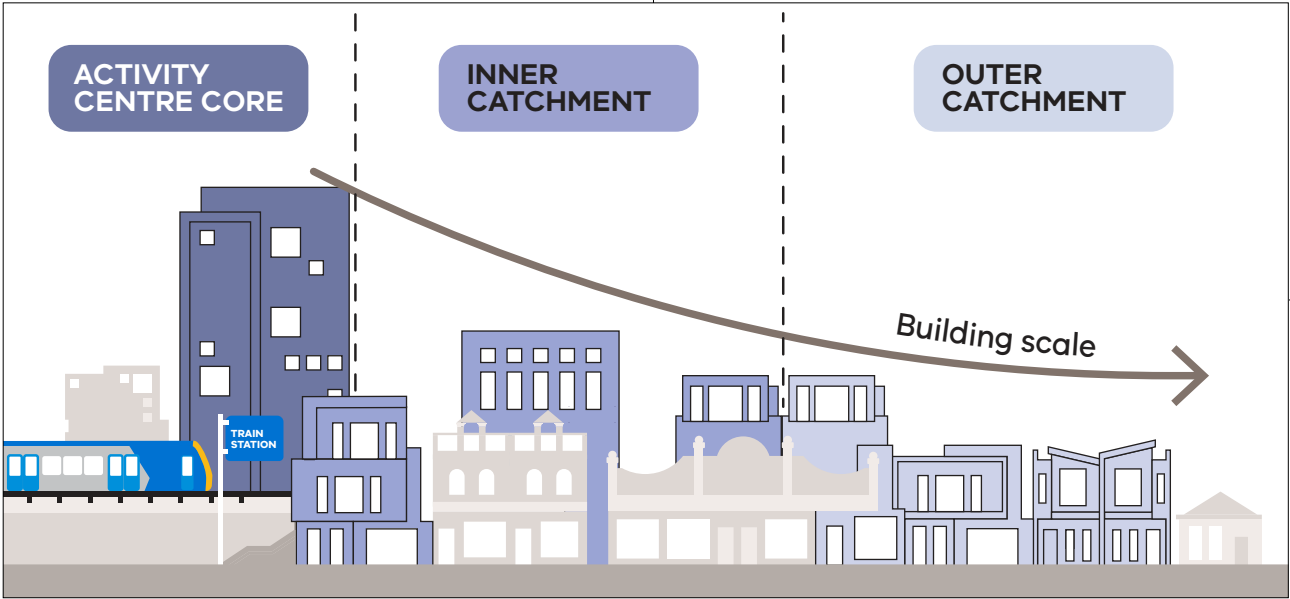 ACTIVITY
CENTRE CORE
INNER
CATCHMENT
OUTER
CATCHMENT
Building scale
TRAIN
STATION